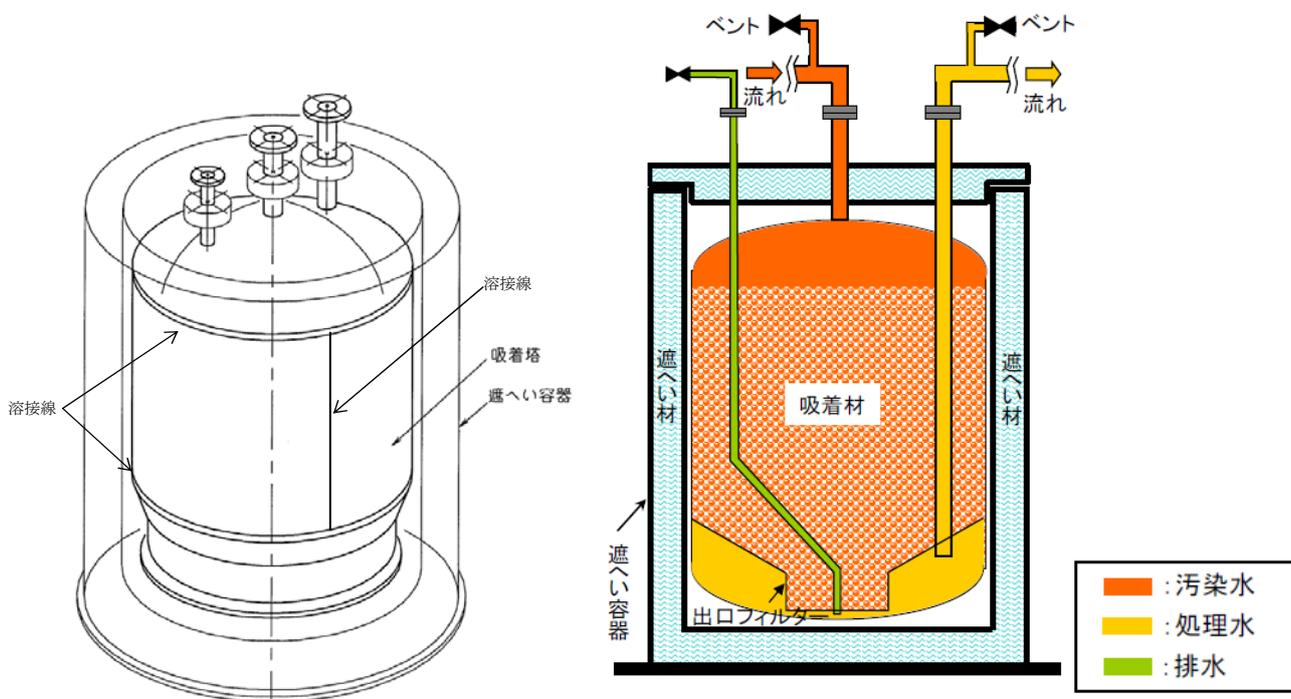 溶接線
吸着塔
遮へい容器
溶接線
ベント
ベント
流れ
流れ
遮へい材
吸着材
遮へい材
遮へい容器
出口フィルター
：汚染水
：処理水
：排水